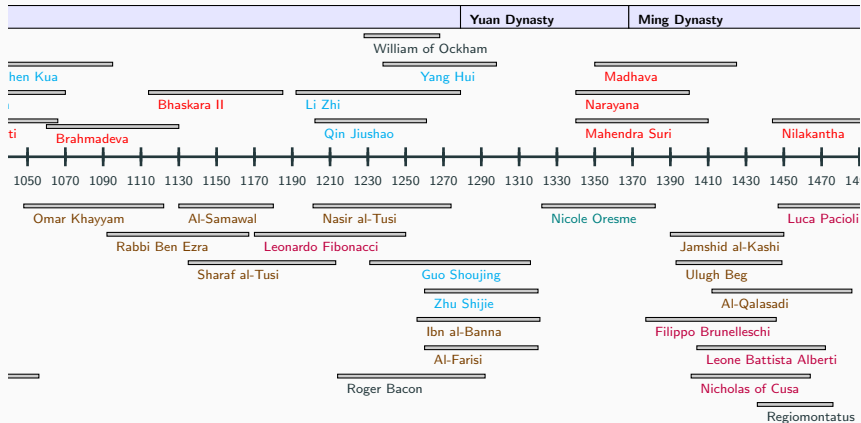 Yuan Dynasty
Ming Dynasty
William of Ockham
hen Kua
Yang Hui
Madhava
Bhaskara II
Li Zhi
Narayana
ti
Brahmadeva
Qin Jiushao
Mahendra Suri
Nilakantha
1050 1070 1090 1110 1130 1150 1170 1190 1210 1230 1250 1270 1290 1310 1330 1350 1370 1390 1410 1430 1450 1470
Omar Khayyam
Al-Samawal
Nasir al-Tusi
Nicole Oresme
Luca Pacioli
Rabbi Ben Ezra
Leonardo Fibonacci
Jamshid al-Kashi
Sharaf al-Tusi
Guo Shoujing
Ulugh Beg
Zhu Shijie
Al-Qalasadi
Ibn al-Banna
Filippo Brunelleschi
Al-Farisi
Leone Battista Alberti
Roger Bacon
Nicholas of Cusa
Regiomontatus